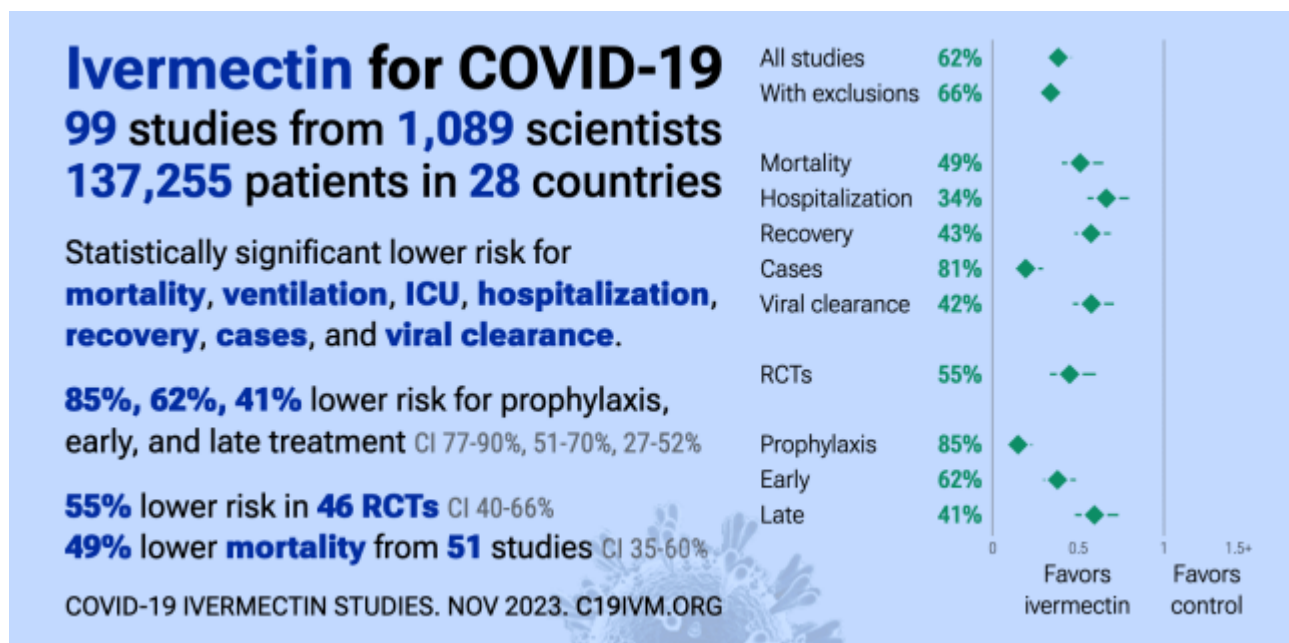 Ivermectin for COVID-19
99 studies from 1,089 scientists
137,255 patients in 28 countries
Statistically significant lower risk for
mortality, ventilation, ICU, hospitalization,
recovery, cases, and viral clearance.
85%, 62%, 41% lower risk for prophylaxis,
early, and late treatment CI 77-90%, 51-70%, 27-52%
55% lower risk in 46 RCTs CI 40-66%
49% lower mortality from 51 studies CI 35-60%
COVID-19 IVERMECTIN STUDIES. NOV 2023. C19IVM.ORG
All studies 62%
With exclusions 66%
Mortality 49%
Hospitalization 34%
Recovery 43%
Cases 81%
Viral clearance 42%
RCTs 55%
Prophylaxis 85%
Early 62%
Late 41%
0 0.5 1 1.5+
Favors Favors
ivermectin control